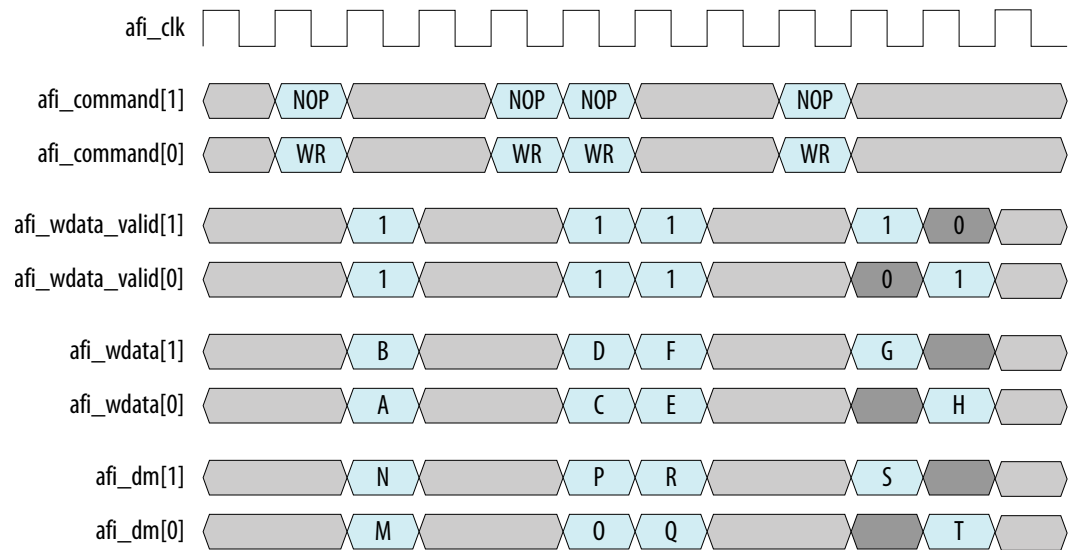 afi_clk
afi_command[1] NOP NOP NOP NOP
afi_command[0] WR WR WR WR
afi_wdata_valid[1] 1 1 1 1 0
afi_wdata_valid[0] 1 1 1 0 1
afi_wdata[1] B D F G
afi_wdata[0] A C E H
afi_dm[1] N P R S
afi_dm[0] M O Q T